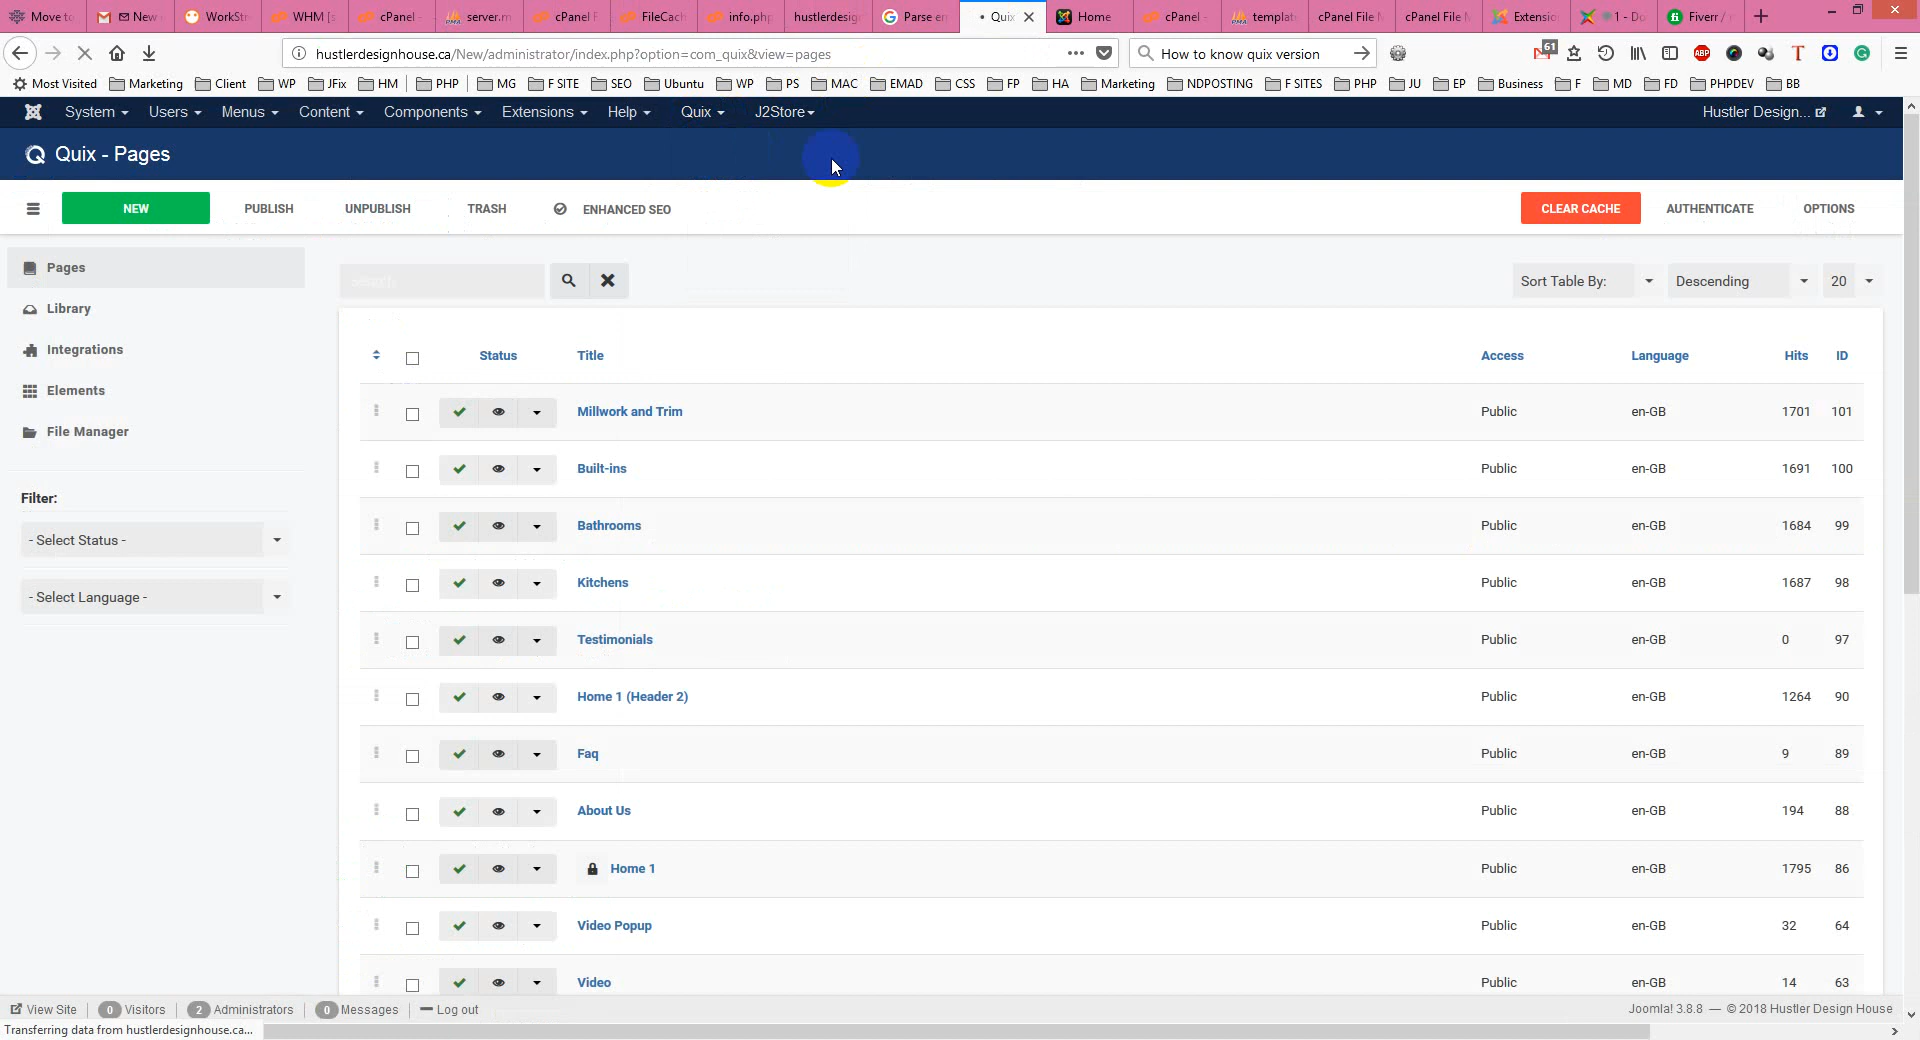 Move to
New
WorkStr
WHM [s
cPanel -
server.m
cPanel F
FileCach
info.php
hustlerdesign
Parse er
Quix
Home
cPanel -
templat
cPanel File M
cPanel File M
Extensio
1 - Do
Fiverr /
hustlerdesignhouse.ca/New/administrator/index.php?option=com_quix&view=pages
How to know quix version
61
ABP
Most Visited Marketing Client WP JFix HM PHP MG F SITE SEO Ubuntu WP PS MAC EMAD CSS FP HA Marketing NDPOSTING F SITES PHP JU EP Business F MD FD PHPDEV BB
System Users Menus Content Components Extensions Help Quix J2Store Hustler Design...
Quix - Pages
NEW PUBLISH UNPUBLISH TRASH ENHANCED SEO CLEAR CACHE AUTHENTICATE OPTIONS
Pages
Library
Integrations
Elements
File Manager
Filter:
- Select Status -
- Select Language -
Search
Sort Table By: Descending 20
Status Title Access Language Hits ID
Millwork and Trim Public en-GB 1701 101
Built-ins Public en-GB 1691 100
Bathrooms Public en-GB 1684 99
Kitchens Public en-GB 1687 98
Testimonials Public en-GB 0 97
Home 1 (Header 2) Public en-GB 1264 90
Faq Public en-GB 9 89
About Us Public en-GB 194 88
Home 1 Public en-GB 1795 86
Video Popup Public en-GB 32 64
Video Public en-GB 14 63
View Site 0 Visitors 2 Administrators 0 Messages Log out
Joomla! 3.8.8 — © 2018 Hustler Design House
Transferring data from hustlerdesignhouse.ca...